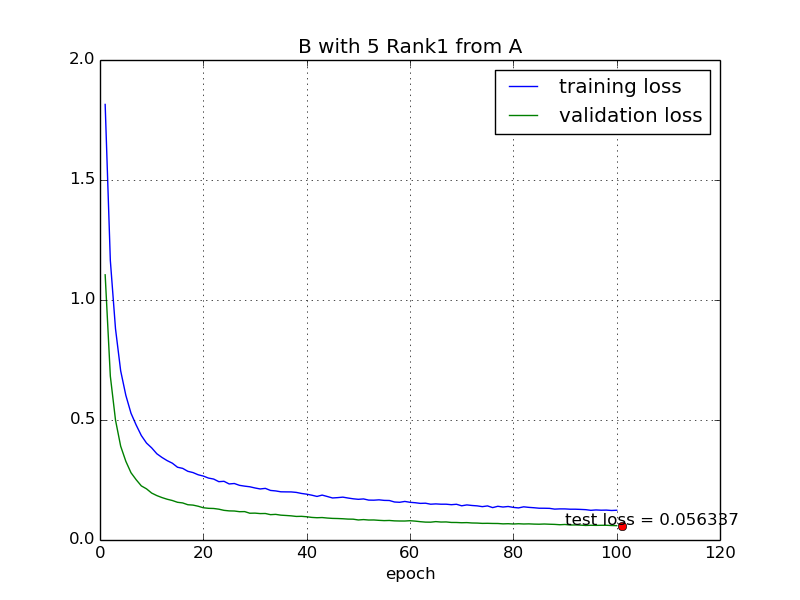 B with 5 Rank1 from A
2.0
training loss
validation loss
1.5
1.0
0.5
test loss = 0.056337
0.0
0 20 40 60 80 100 120
epoch